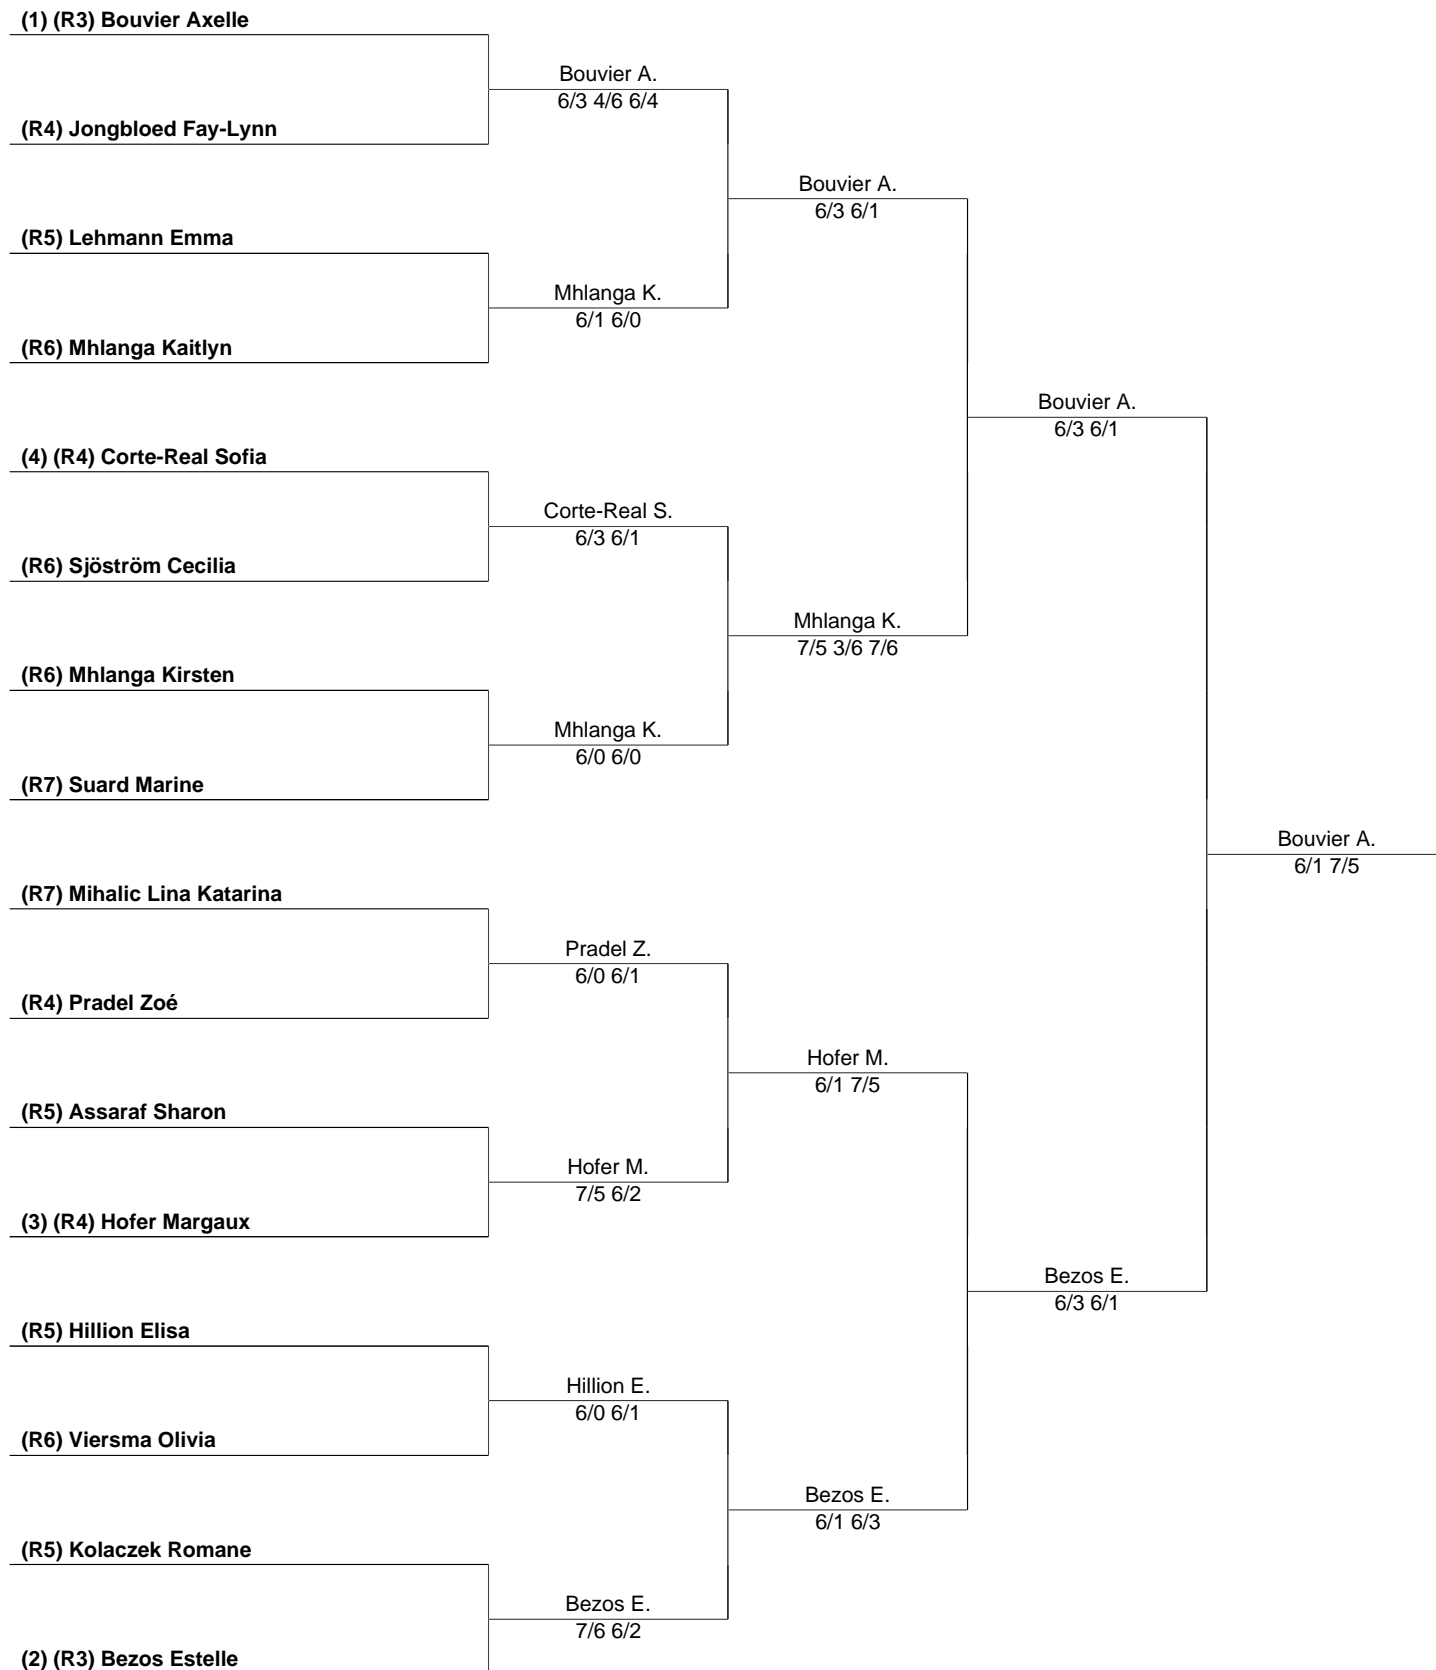 (1) (R3) Bouvier Axelle
Bouvier A.
6/3 4/6 6/4
(R4) Jongbloed Fay-Lynn
Bouvier A.
6/3 6/1
(R5) Lehmann Emma
Mhlanga K.
6/1 6/0
(R6) Mhlanga Kaitlyn
Bouvier A.
6/3 6/1
(4) (R4) Corte-Real Sofia
Corte-Real S.
6/3 6/1
(R6) Sjöström Cecilia
Mhlanga K.
7/5 3/6 7/6
(R6) Mhlanga Kirsten
Mhlanga K.
6/0 6/0
(R7) Suard Marine
Bouvier A.
6/1 7/5
(R7) Mihalic Lina Katarina
Pradel Z.
6/0 6/1
(R4) Pradel Zoé
Hofer M.
6/1 7/5
(R5) Assaraf Sharon
Hofer M.
7/5 6/2
(3) (R4) Hofer Margaux
Bezos E.
6/3 6/1
(R5) Hillion Elisa
Hillion E.
6/0 6/1
(R6) Viersma Olivia
Bezos E.
6/1 6/3
(R5) Kolaczek Romane
Bezos E.
7/6 6/2
(2) (R3) Bezos Estelle